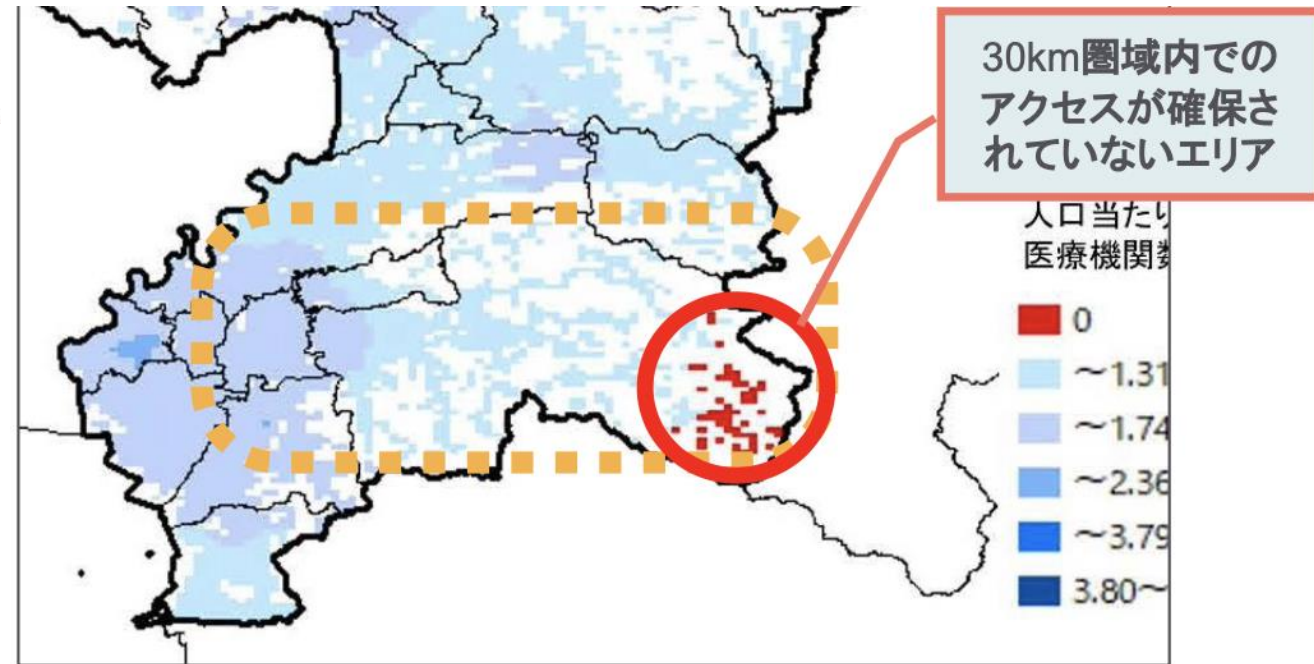 30km圏域内での
アクセスが確保さ
れていないエリア
人口当たり
医療機関数
0
～1.31
～1.74
～2.36
～3.79
3.80～